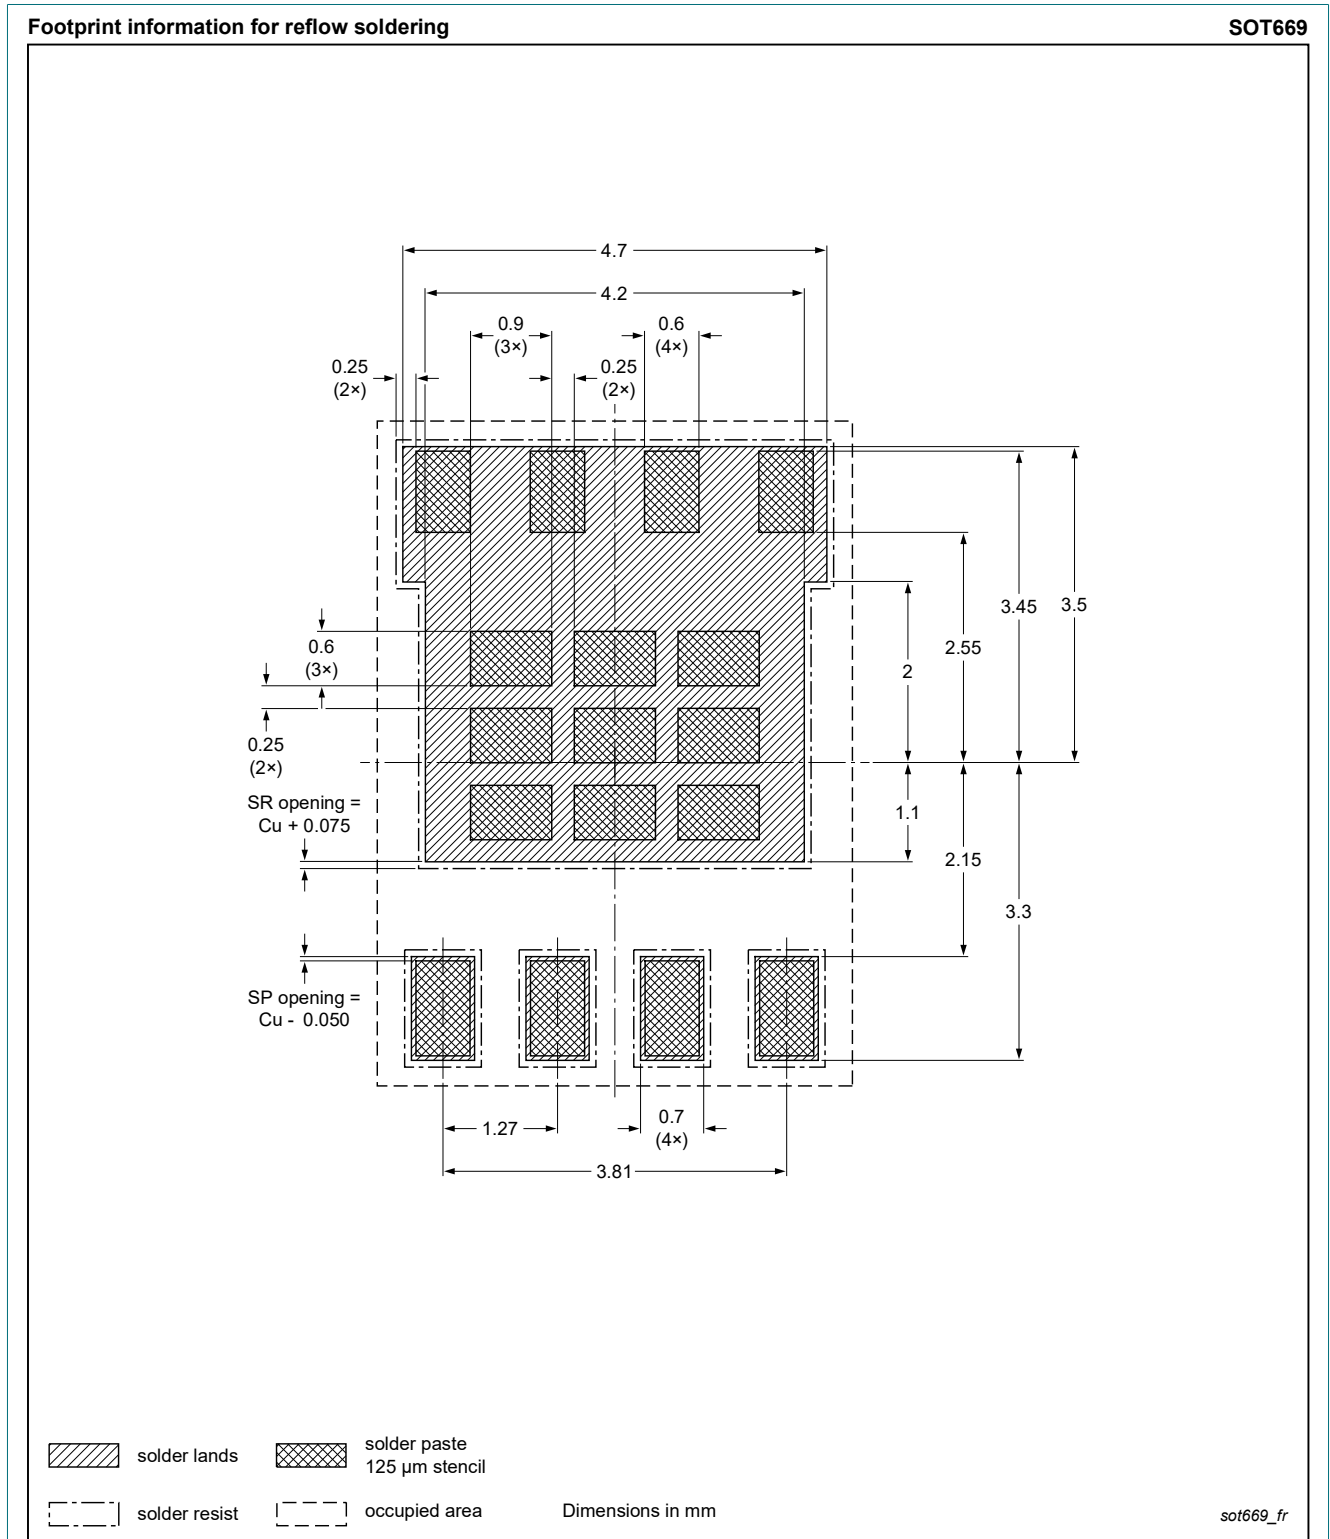 Footprint information for reflow soldering
SOT669
4.7
4.2
0.9
(3×)
0.6
(4×)
0.25
(2×)
0.25
(2×)
3.45
3.5
2.55
2
0.6
(3×)
0.25
(2×)
SR opening =
Cu + 0.075
1.1
2.15
3.3
SP opening =
Cu - 0.050
1.27
0.7
(4×)
3.81
solder lands
solder paste
125 µm stencil
solder resist
occupied area
Dimensions in mm
sot669_fr